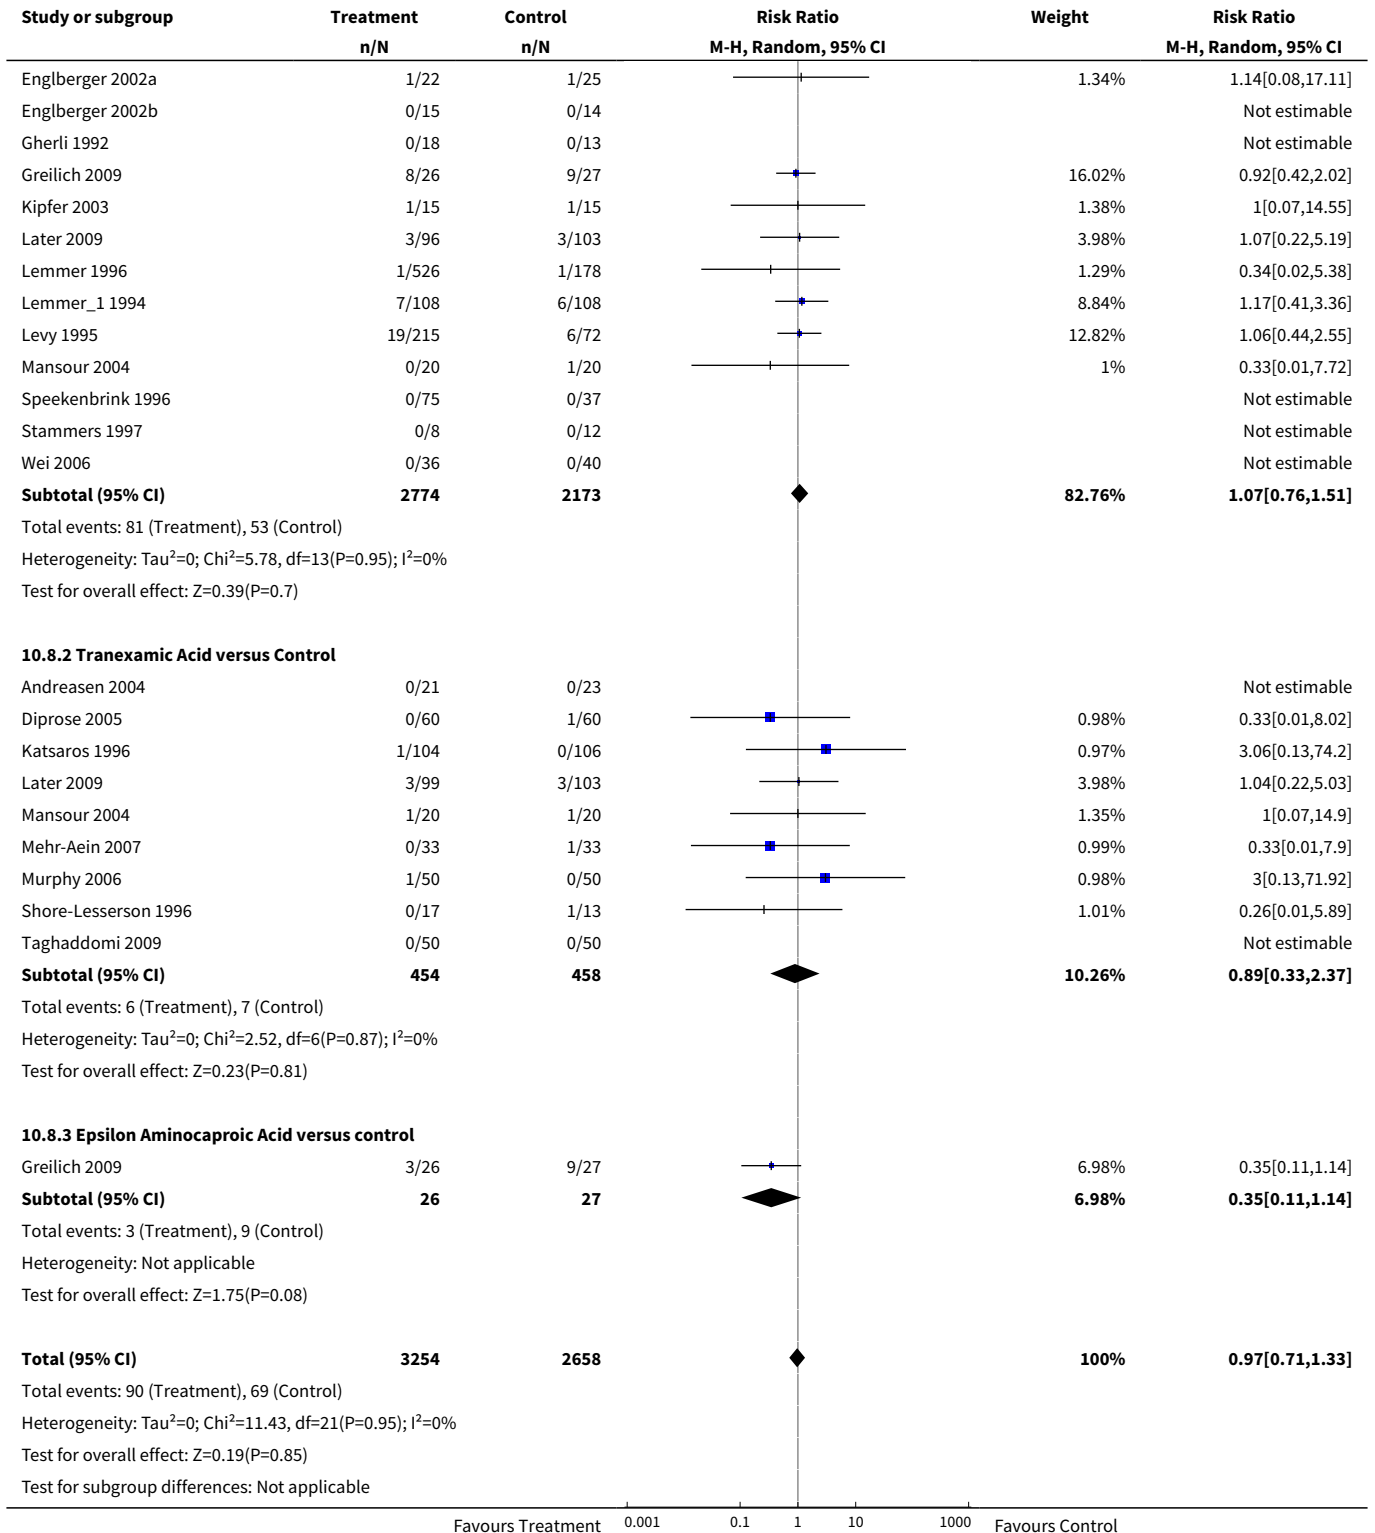 Study or subgroup Treatment Control Risk Ratio Weight Risk Ratio
n/N n/N M-H, Random, 95% CI M-H, Random, 95% CI
Englberger 2002a 1/22 1/25 1.34% 1.14[0.08,17.11]
Englberger 2002b 0/15 0/14 Not estimable
Gherli 1992 0/18 0/13 Not estimable
Greilich 2009 8/26 9/27 16.02% 0.92[0.42,2.02]
Kipfer 2003 1/15 1/15 1.38% 1[0.07,14.55]
Later 2009 3/96 3/103 3.98% 1.07[0.22,5.19]
Lemmer 1996 1/526 1/178 1.29% 0.34[0.02,5.38]
Lemmer_1 1994 7/108 6/108 8.84% 1.17[0.41,3.36]
Levy 1995 19/215 6/72 12.82% 1.06[0.44,2.55]
Mansour 2004 0/20 1/20 1% 0.33[0.01,7.72]
Speekenbrink 1996 0/75 0/37 Not estimable
Stammers 1997 0/8 0/12 Not estimable
Wei 2006 0/36 0/40 Not estimable
Subtotal (95% CI) 2774 2173 82.76% 1.07[0.76,1.51]
Total events: 81 (Treatment), 53 (Control)
Heterogeneity: Tau²=0; Chi²=5.78, df=13(P=0.95); I²=0%
Test for overall effect: Z=0.39(P=0.7)
10.8.2 Tranexamic Acid versus Control
Andreasen 2004 0/21 0/23 Not estimable
Diprose 2005 0/60 1/60 0.98% 0.33[0.01,8.02]
Katsaros 1996 1/104 0/106 0.97% 3.06[0.13,74.2]
Later 2009 3/99 3/103 3.98% 1.04[0.22,5.03]
Mansour 2004 1/20 1/20 1.35% 1[0.07,14.9]
Mehr-Aein 2007 0/33 1/33 0.99% 0.33[0.01,7.9]
Murphy 2006 1/50 0/50 0.98% 3[0.13,71.92]
Shore-Lesserson 1996 0/17 1/13 1.01% 0.26[0.01,5.89]
Taghaddomi 2009 0/50 0/50 Not estimable
Subtotal (95% CI) 454 458 10.26% 0.89[0.33,2.37]
Total events: 6 (Treatment), 7 (Control)
Heterogeneity: Tau²=0; Chi²=2.52, df=6(P=0.87); I²=0%
Test for overall effect: Z=0.23(P=0.81)
10.8.3 Epsilon Aminocaproic Acid versus control
Greilich 2009 3/26 9/27 6.98% 0.35[0.11,1.14]
Subtotal (95% CI) 26 27 6.98% 0.35[0.11,1.14]
Total events: 3 (Treatment), 9 (Control)
Heterogeneity: Not applicable
Test for overall effect: Z=1.75(P=0.08)
Total (95% CI) 3254 2658 100% 0.97[0.71,1.33]
Total events: 90 (Treatment), 69 (Control)
Heterogeneity: Tau²=0; Chi²=11.43, df=21(P=0.95); I²=0%
Test for overall effect: Z=0.19(P=0.85)
Test for subgroup differences: Not applicable
Favours Treatment 0.001 0.1 1 10 1000 Favours Control